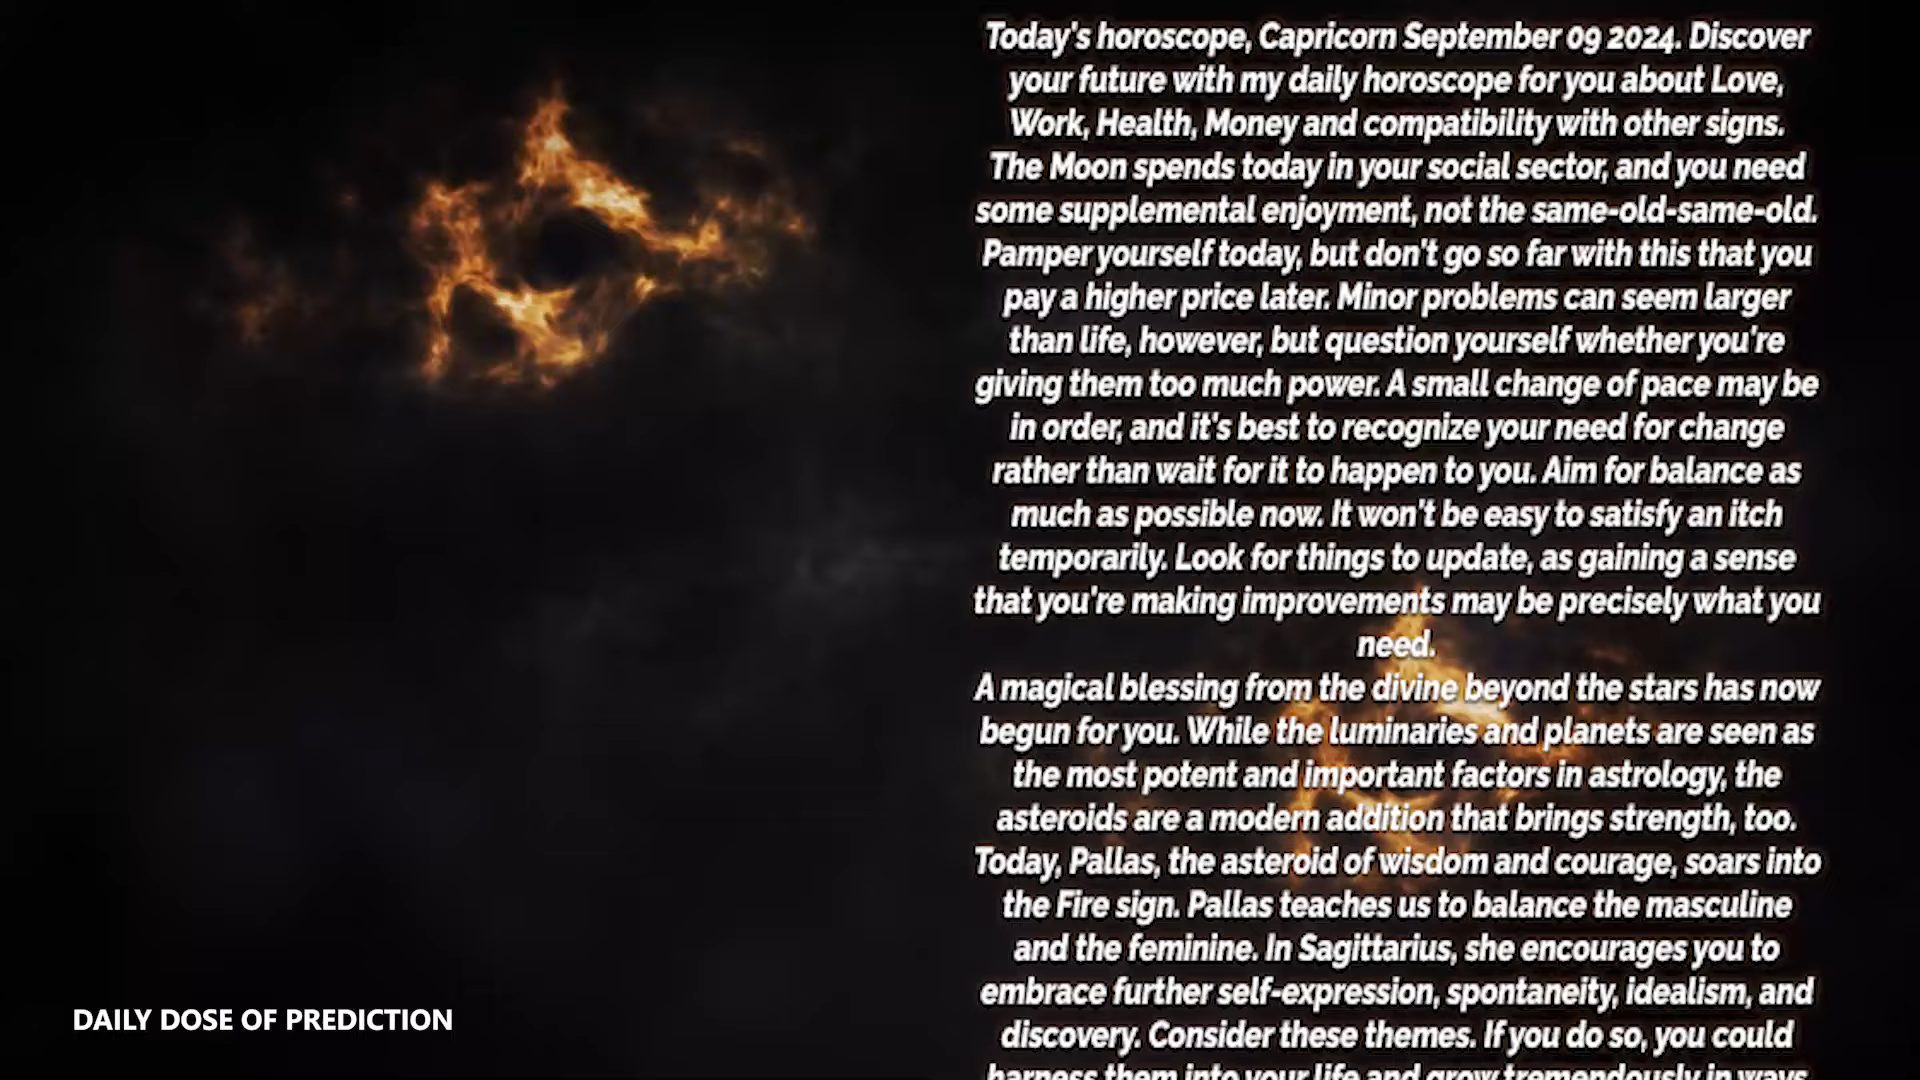 Today's horoscope, Capricorn September 09 2024. Discover
your future with my daily horoscope for you about Love,
Work, Health, Money and compatibility with other signs.
The Moon spends today in your social sector, and you need
some supplemental enjoyment, not the same-old-same-old.
Pamper yourself today, but don't go so far with this that you
pay a higher price later. Minor problems can seem larger
than life, however, but question yourself whether you're
giving them too much power. A small change of pace may be
in order, and it's best to recognize your need for change
rather than wait for it to happen to you. Aim for balance as
much as possible now. It won't be easy to satisfy an itch
temporarily. Look for things to update, as gaining a sense
that you're making improvements may be precisely what you
need.
A magical blessing from the divine beyond the stars has now
begun for you. While the luminaries and planets are seen as
the most potent and important factors in astrology, the
asteroids are a modern addition that brings strength, too.
Today, Pallas, the asteroid of wisdom and courage, soars into
the Fire sign. Pallas teaches us to balance the masculine
and the feminine. In Sagittarius, she encourages you to
embrace further self-expression, spontaneity, idealism, and
discovery. Consider these themes. If you do so, you could
harness them into your life and grow tremendously in ways
DAILY DOSE OF PREDICTION